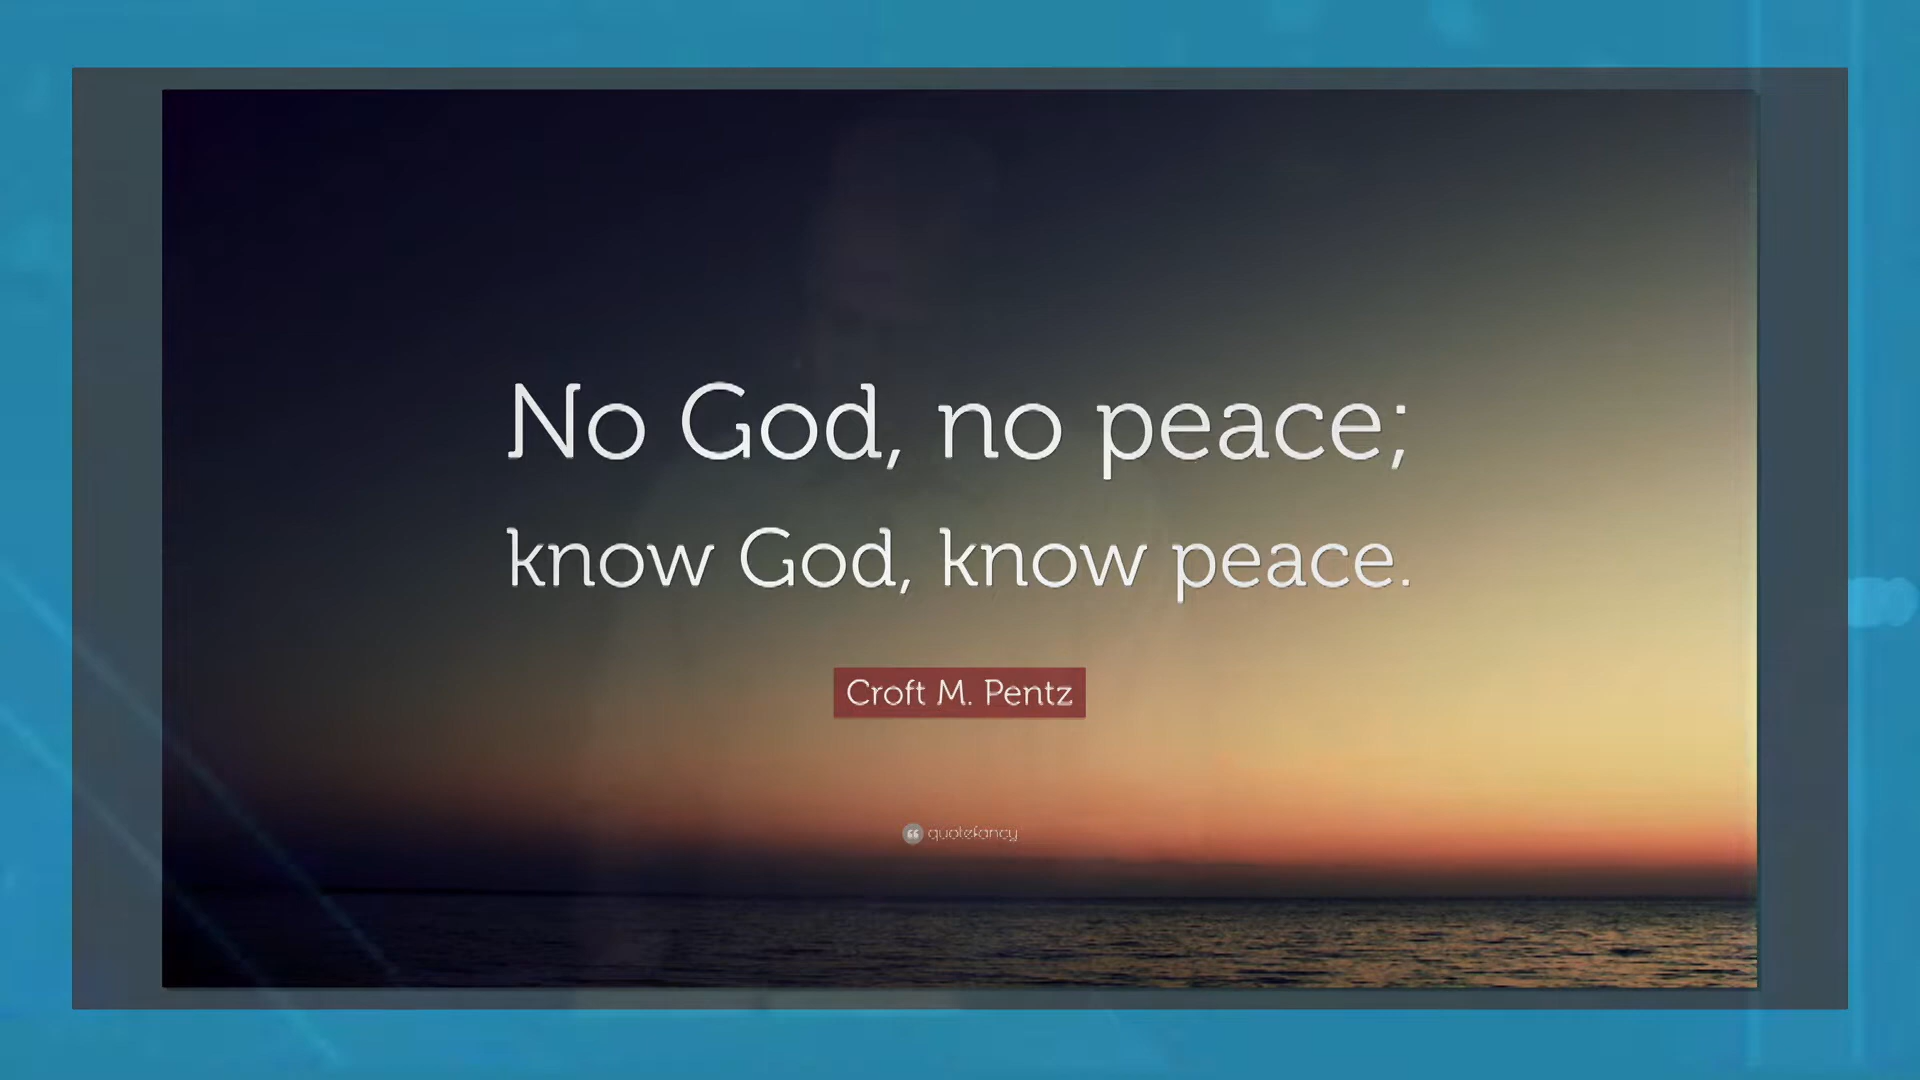 No God, no peace;
know God, know peace.
Croft M. Pentz
quotefancy